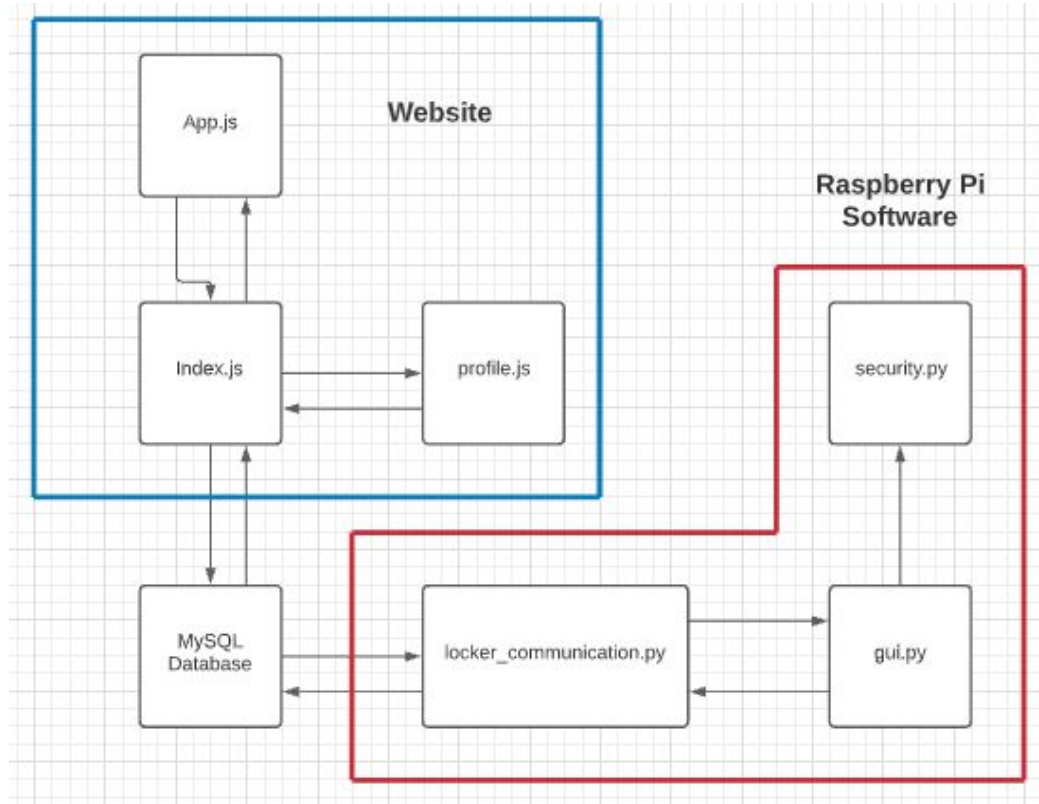 App.js
Website
Raspberry Pi
Software
Index.js
profile.js
security.py
MySQL
Database
locker_communication.py
gui.py